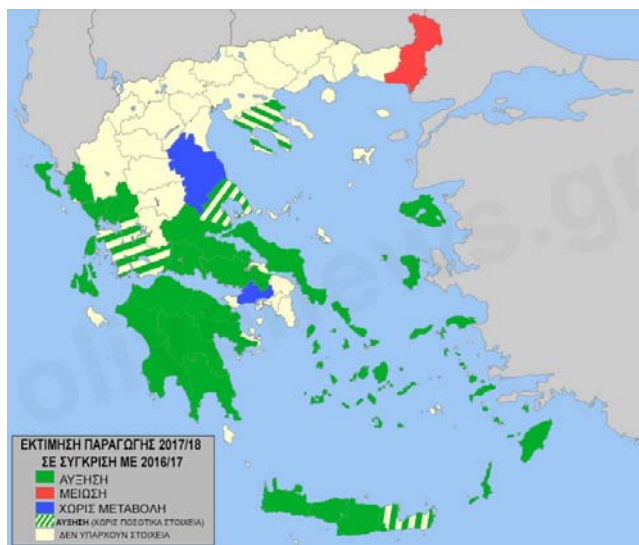 ΕΚΤΙΜΗΣΗ ΠΑΡΑΓΩΓΗΣ 2017/18
ΣΕ ΣΥΓΚΡΙΣΗ ΜΕ 2016/17
ΑΥΞΗΣΗ
ΜΕΙΩΣΗ
ΧΩΡΙΣ ΜΕΤΑΒΟΛΗ
ΑΥΞΗΣΗ (ΧΩΡΙΣ ΠΟΣΟΤΙΚΑ ΣΤΟΙΧΕΙΑ)
ΔΕΝ ΥΠΑΡΧΟΥΝ ΣΤΟΙΧΕΙΑ